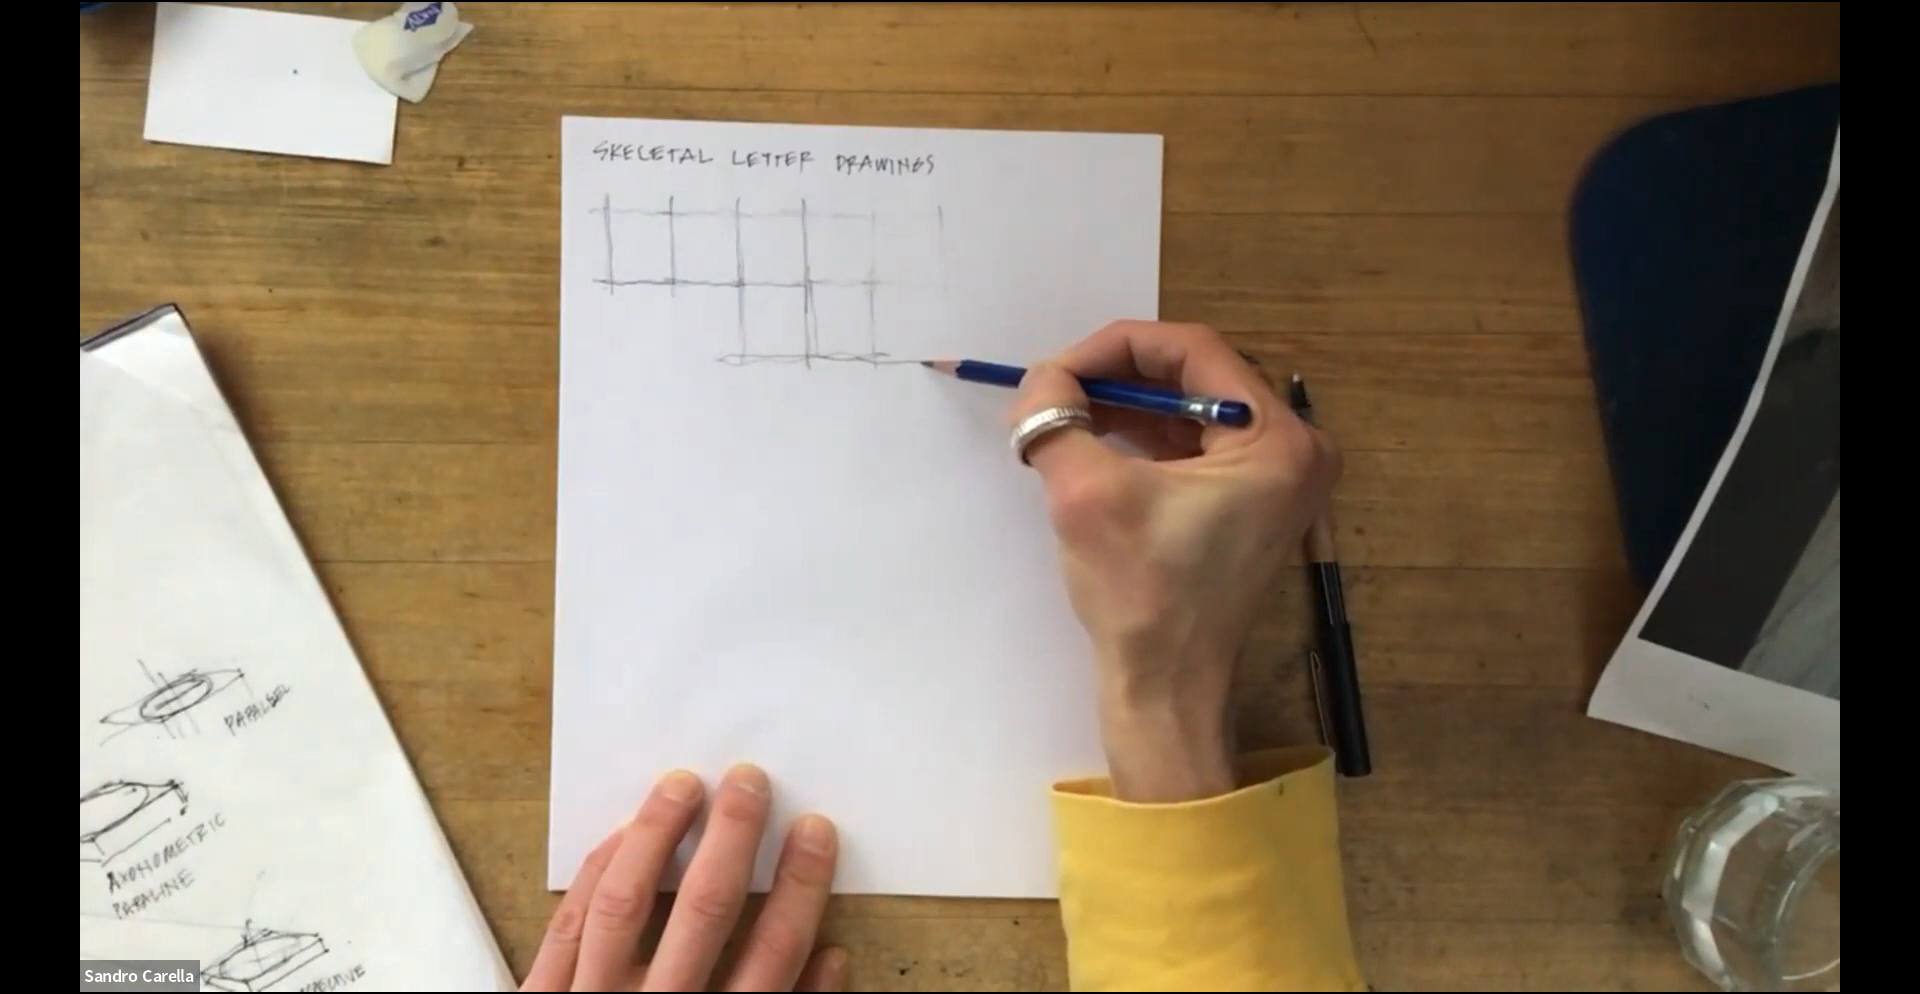 SKELETAL LETTER DRAWINGS
PARALLEL
AXONOMETRIC
PARALINE
Sandro Carella